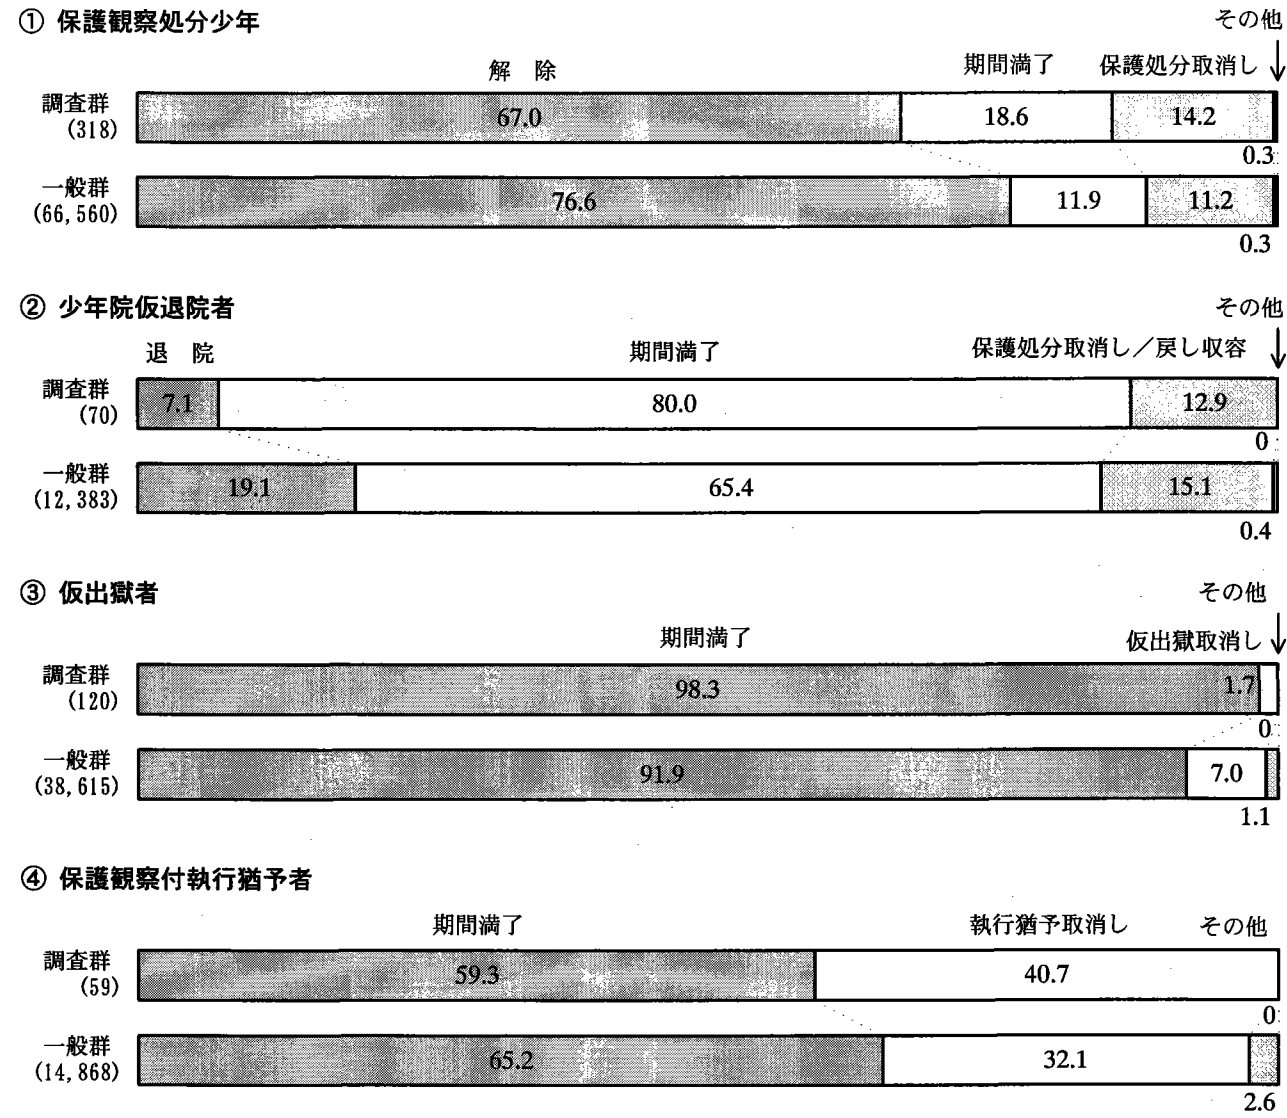 ① 保護観察処分少年
その他
解 除 期間満了 保護処分取消し
調査群
(318)
67.0 18.6 14.2
0.3
一般群
(66,560)
76.6 11.9 11.2
0.3
② 少年院仮退院者
その他
退 院 期間満了 保護処分取消し／戻し収容
調査群
(70)
7.1 80.0 12.9
0
一般群
(12,383)
19.1 65.4 15.1
0.4
③ 仮出獄者
その他
期間満了 仮出獄取消し
調査群
(120)
98.3 1.7
0
一般群
(38,615)
91.9 7.0
1.1
④ 保護観察付執行猶予者
期間満了 執行猶予取消し その他
調査群
(59)
59.3 40.7
0
一般群
(14,868)
65.2 32.1
2.6